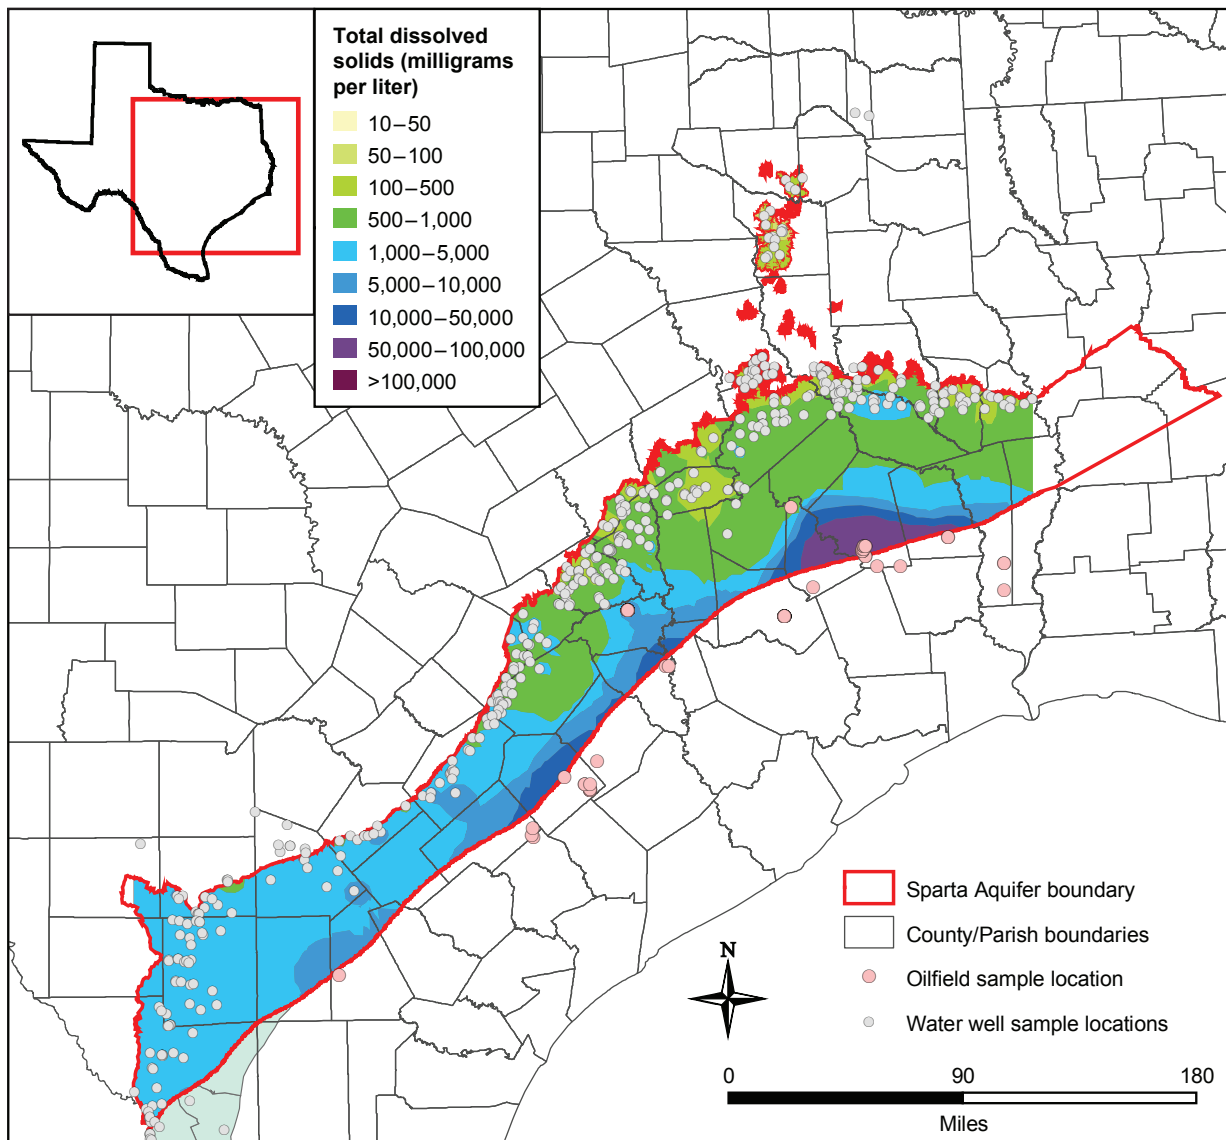 Total dissolved
solids (milligrams
per liter)
10–50
50–100
100–500
500–1,000
1,000–5,000
5,000–10,000
10,000–50,000
50,000–100,000
>100,000
Sparta Aquifer boundary
County/Parish boundaries
Oilfield sample location
Water well sample locations
N
0 90 180
Miles